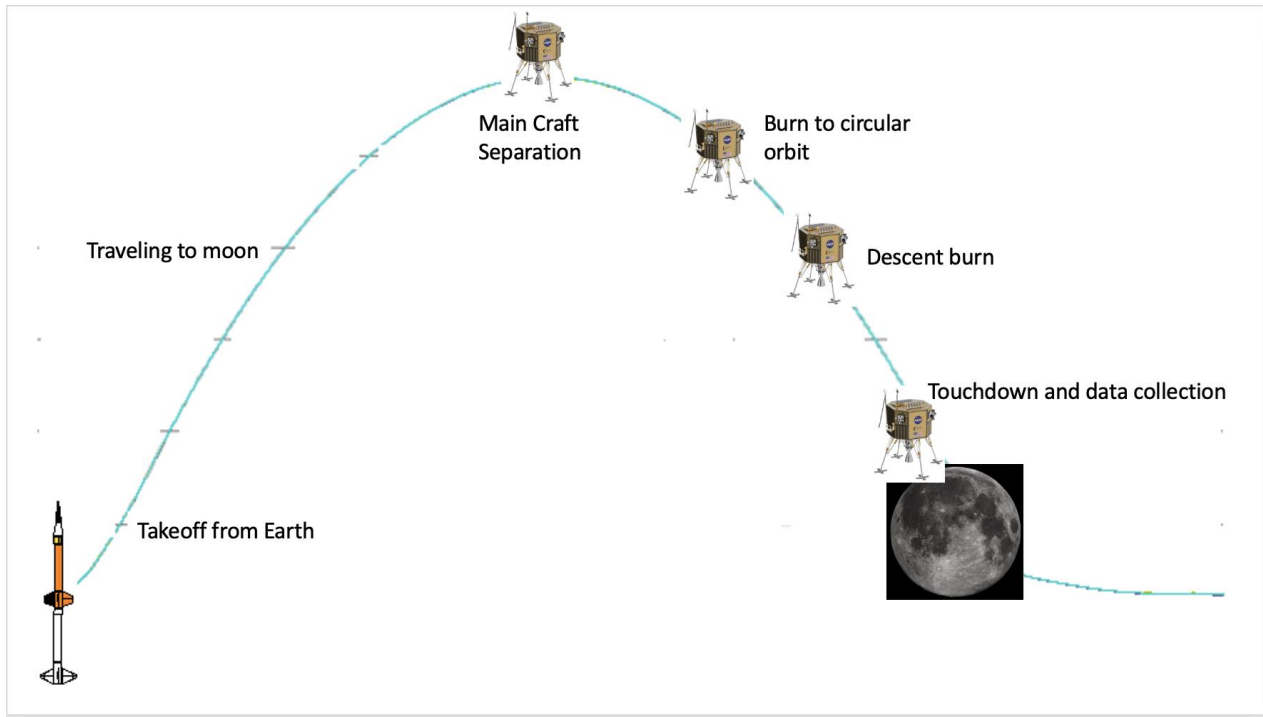 Main Craft
Separation
Burn to circular
orbit
Traveling to moon
Descent burn
Touchdown and data collection
Takeoff from Earth